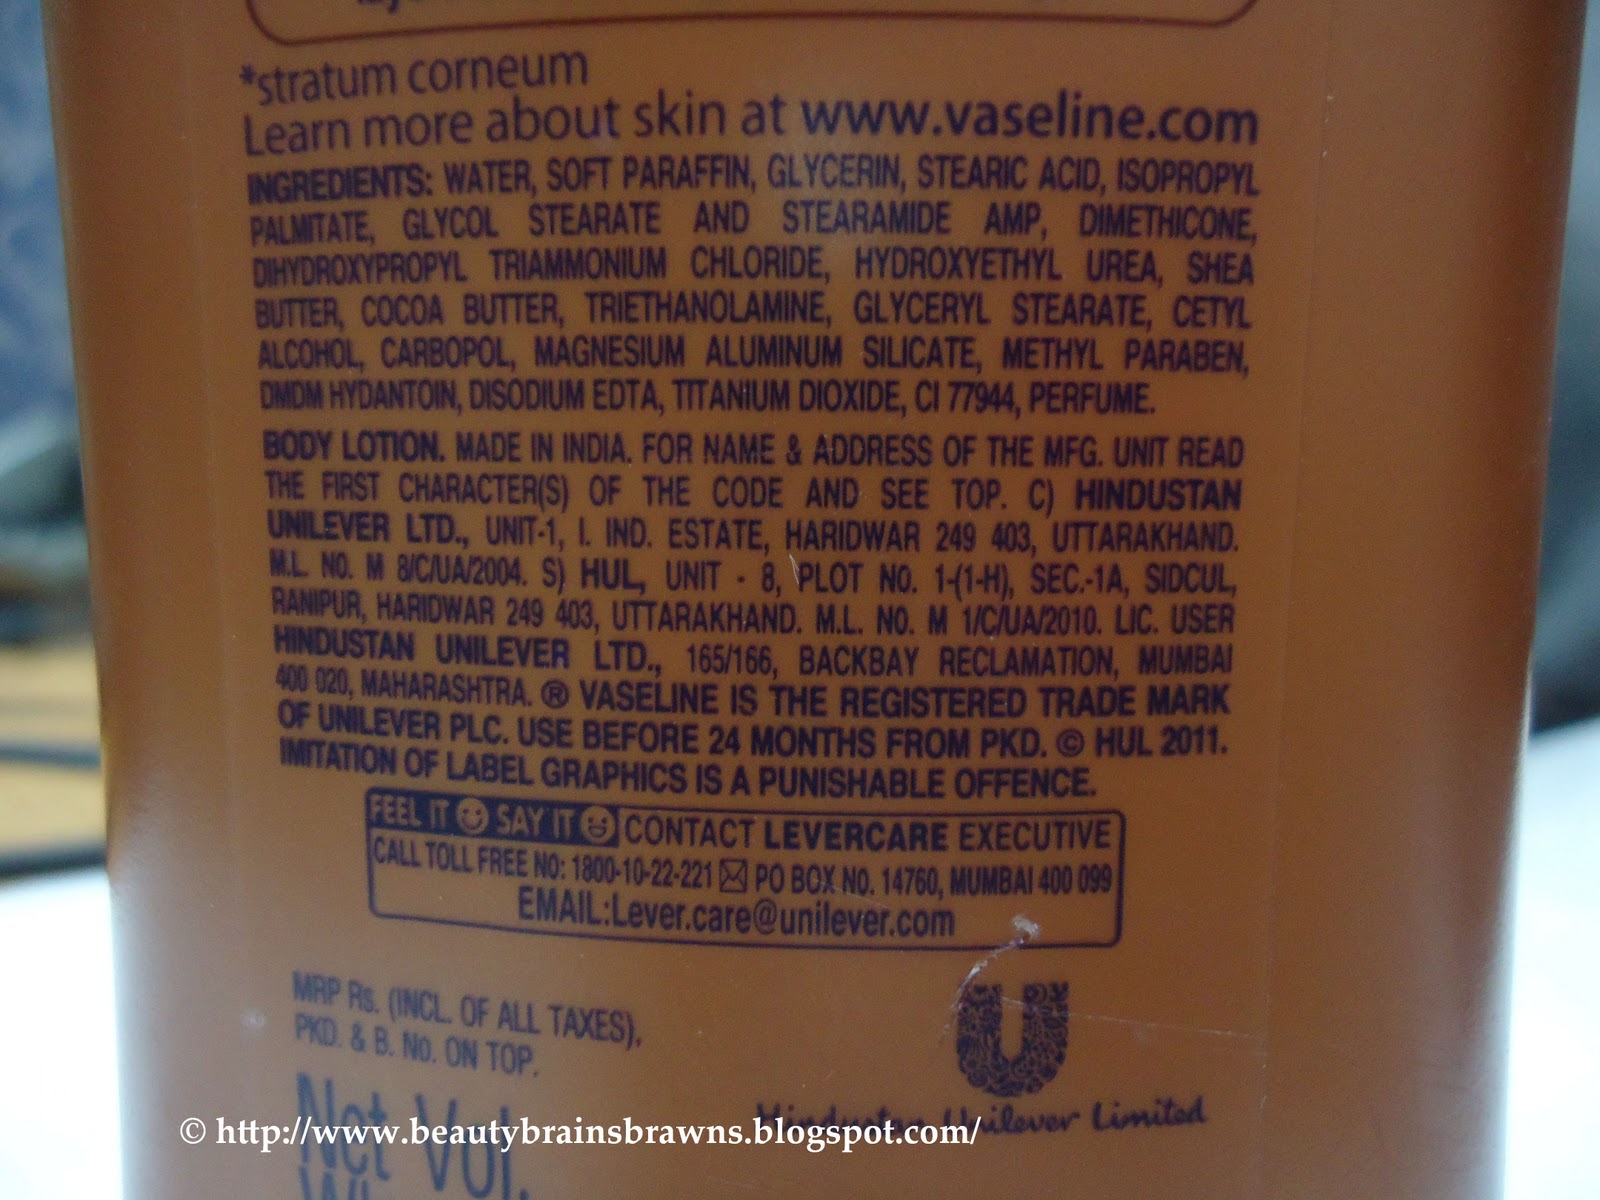 *stratum corneum
Learn more about skin at www.vaseline.com
INGREDIENTS: WATER, SOFT PARAFFIN, GLYCERIN, STEARIC ACID, ISOPROPYL
PALMITATE, GLYCOL STEARATE AND STEARAMIDE AMP, DIMETHICONE,
DIHYDROXYPROPYL TRIAMMONIUM CHLORIDE, HYDROXYETHYL UREA, SHEA
BUTTER, COCOA BUTTER, TRIETHANOLAMINE, GLYCERYL STEARATE, CETYL
ALCOHOL, CARBOPOL, MAGNESIUM ALUMINUM SILICATE, METHYL PARABEN,
DMDM HYDANTOIN, DISODIUM EDTA, TITANIUM DIOXIDE, CI 77944, PERFUME.
BODY LOTION. MADE IN INDIA. FOR NAME & ADDRESS OF THE MFG. UNIT READ
THE FIRST CHARACTER(S) OF THE CODE AND SEE TOP. C) HINDUSTAN
UNILEVER LTD., UNIT-1, I. IND. ESTATE, HARIDWAR 249 403, UTTARAKHAND.
M.L. NO. M 8/C/UA/2004. S) HUL, UNIT - 8, PLOT NO. 1-(1-H), SEC.-1A, SIDCUL,
RANIPUR, HARIDWAR 249 403, UTTARAKHAND. M.L. NO. M 1/C/UA/2010. LIC. USER
HINDUSTAN UNILEVER LTD., 165/166, BACKBAY RECLAMATION, MUMBAI
400 020, MAHARASHTRA. ® VASELINE IS THE REGISTERED TRADE MARK
OF UNILEVER PLC. USE BEFORE 24 MONTHS FROM PKD. © HUL 2011.
IMITATION OF LABEL GRAPHICS IS A PUNISHABLE OFFENCE.
FEEL IT SAY IT CONTACT LEVERCARE EXECUTIVE
CALL TOLL FREE NO: 1800-10-22-221 PO BOX NO. 14760, MUMBAI 400 099
EMAIL:Lever.care@unilever.com
MRP Rs. (INCL. OF ALL TAXES),
PKD. & B. No. ON TOP.
Hindustan Unilever Limited
Net Vol.
© http://www.beautybrainsbrawns.blogspot.com/